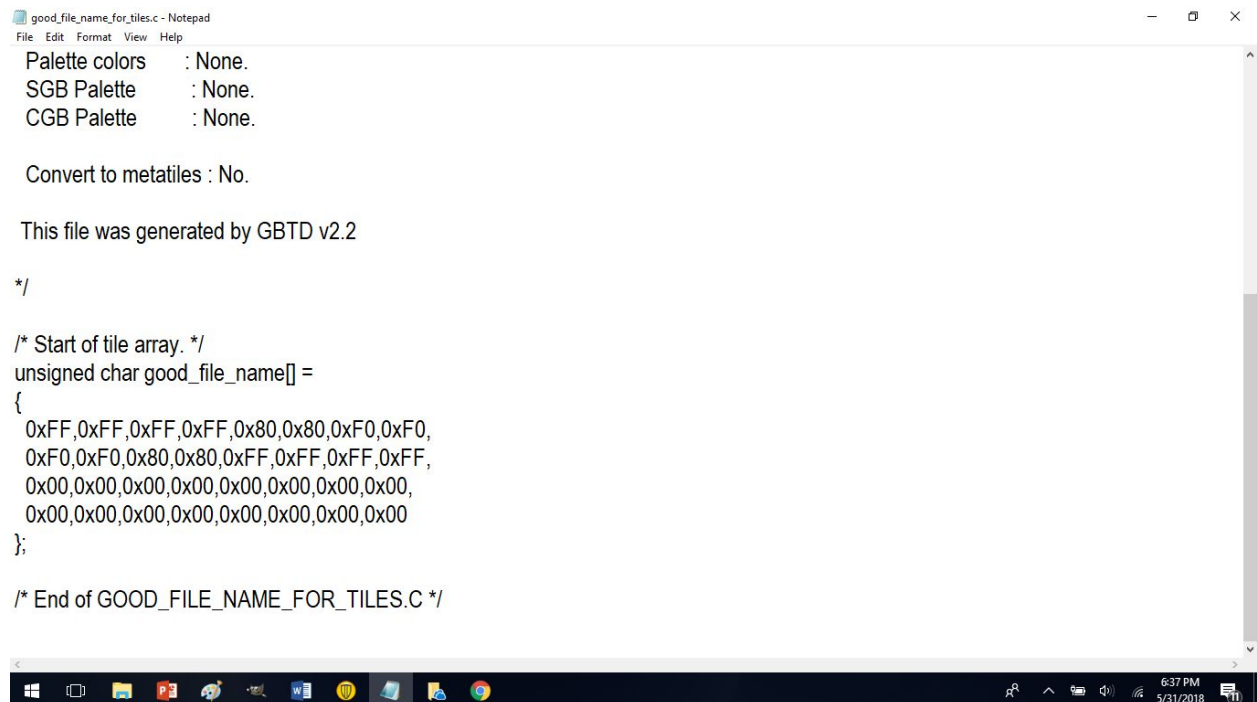 good_file_name_for_tiles.c - Notepad
File Edit Format View Help
Palette colors : None.
SGB Palette : None.
CGB Palette : None.
Convert to metatiles : No.
This file was generated by GBTD v2.2
*/
/* Start of tile array. */
unsigned char good_file_name[] =
{
0xFF,0xFF,0xFF,0xFF,0x80,0x80,0xF0,0xF0,
0xF0,0xF0,0x80,0x80,0xFF,0xFF,0xFF,0xFF,
0x00,0x00,0x00,0x00,0x00,0x00,0x00,0x00,
0x00,0x00,0x00,0x00,0x00,0x00,0x00,0x00
};
/* End of GOOD_FILE_NAME_FOR_TILES.C */
6:37 PM
5/31/2018
11